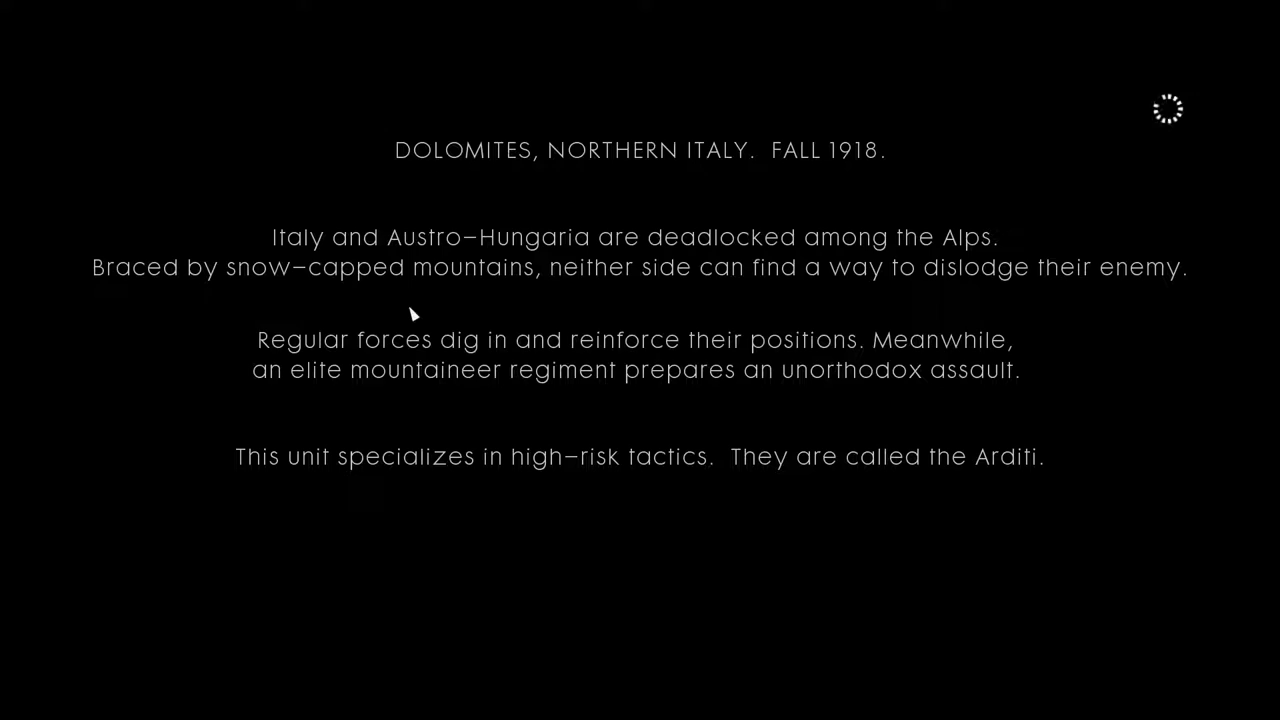 DOLOMITES, NORTHERN ITALY.  FALL 1918.
Italy and Austro-Hungaria are deadlocked among the Alps.
Braced by snow-capped mountains, neither side can find a way to dislodge their enemy.
Regular forces dig in and reinforce their positions. Meanwhile,
an elite mountaineer regiment prepares an unorthodox assault.
This unit specializes in high-risk tactics.  They are called the Arditi.